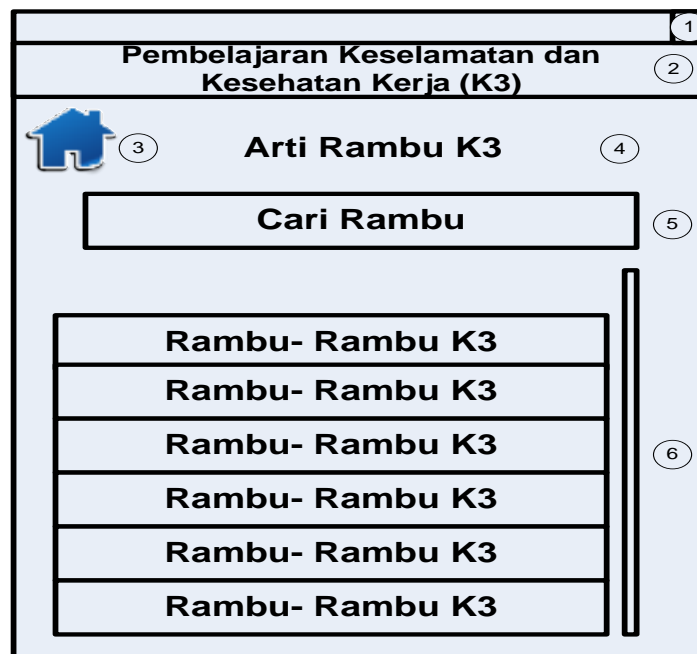 1
Pembelajaran Keselamatan dan
Kesehatan Kerja (K3)
2
3
Arti Rambu K3
4
Cari Rambu
5
Rambu- Rambu K3
Rambu- Rambu K3
Rambu- Rambu K3
6
Rambu- Rambu K3
Rambu- Rambu K3
Rambu- Rambu K3